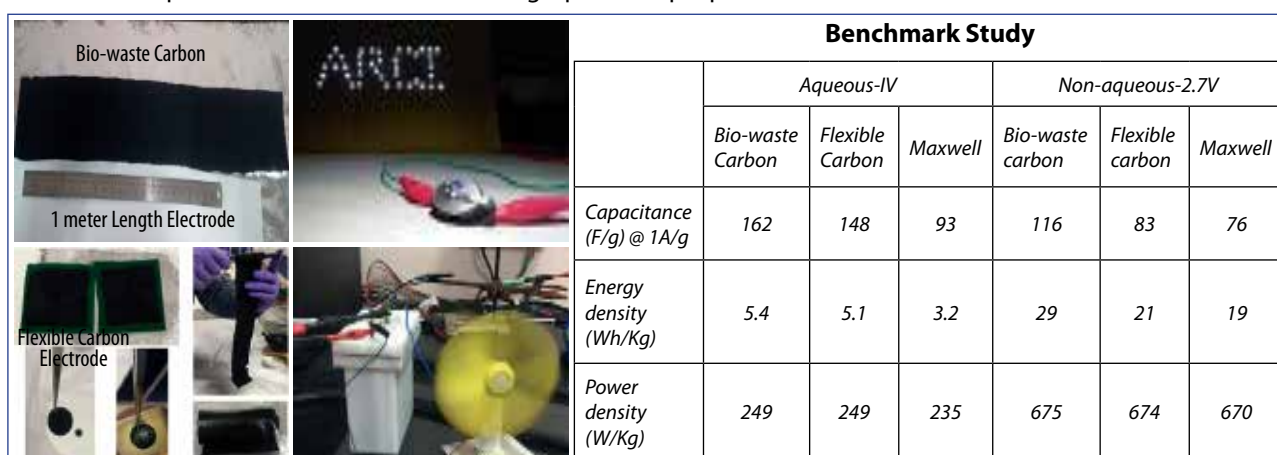 Bio-waste Carbon
1 meter Length Electrode
Flexible Carbon
Electrode
ARCI
Benchmark Study
Aqueous-IV Non-aqueous-2.7V
Bio-waste Carbon Flexible Carbon Maxwell Bio-waste carbon Flexible carbon Maxwell
Capacitance (F/g) @ 1A/g 162 148 93 116 83 76
Energy density (Wh/Kg) 5.4 5.1 3.2 29 21 19
Power density (W/Kg) 249 249 235 675 674 670